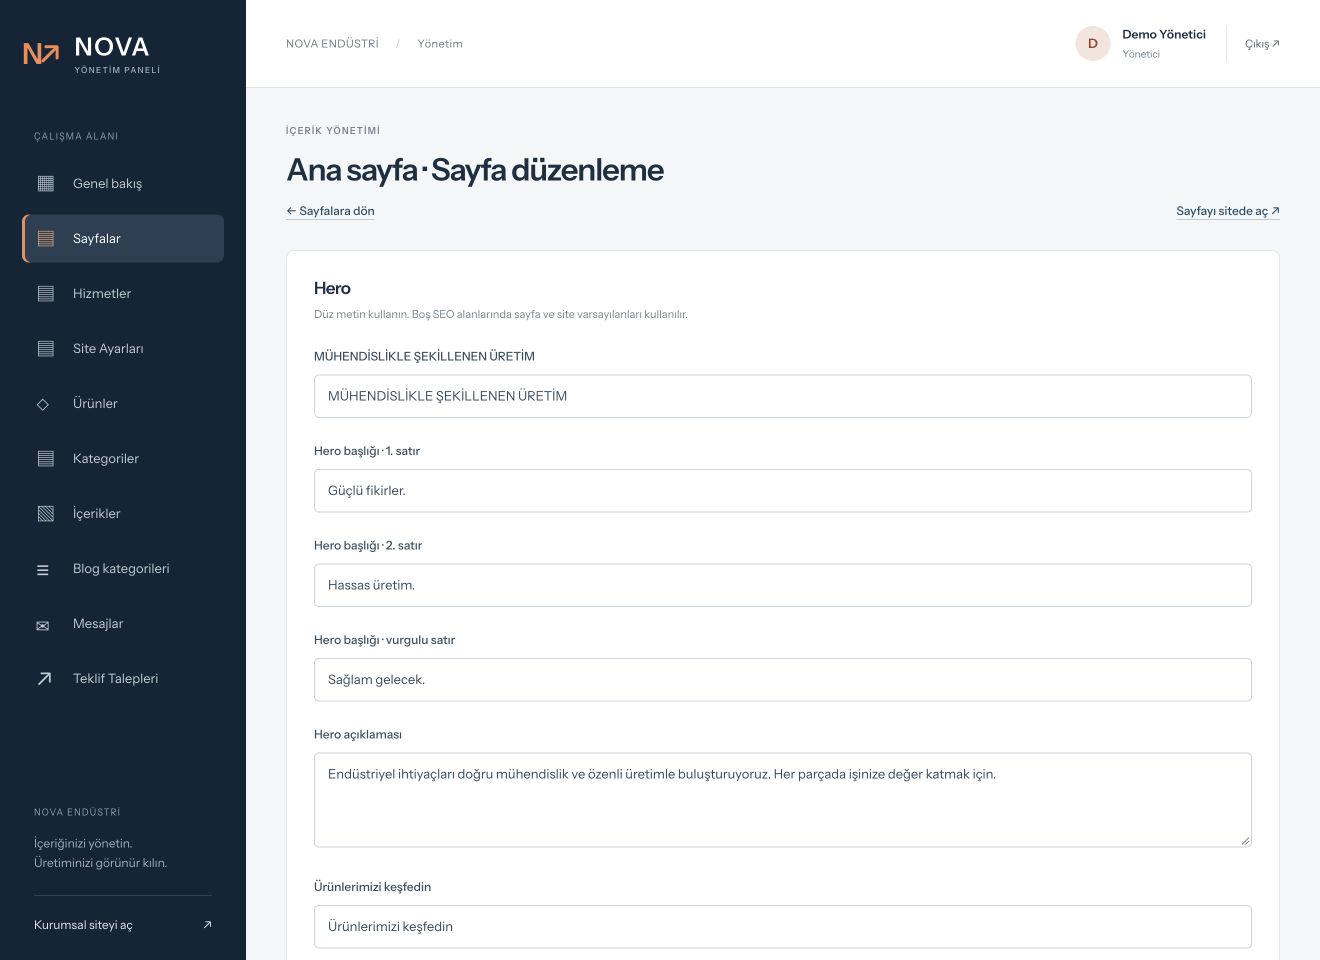 NOVA
YÖNETİM PANELİ
ÇALIŞMA ALANI
Genel bakış
Sayfalar
Hizmetler
Site Ayarları
Ürünler
Kategoriler
İçerikler
Blog kategorileri
Mesajlar
Teklif Talepleri
NOVA ENDÜSTRİ
İçeriğinizi yönetin.
Üretiminizi görünür kılın.
Kurumsal siteyi aç ↗
NOVA ENDÜSTRİ / Yönetim
D
Demo Yönetici
Yönetici
Çıkış ↗
İÇERİK YÖNETİMİ
Ana sayfa · Sayfa düzenleme
← Sayfalara dön
Sayfayı sitede aç ↗
Hero
Düz metin kullanın. Boş SEO alanlarında sayfa ve site varsayılanları kullanılır.
MÜHENDİSLİKLE ŞEKİLLENEN ÜRETİM
MÜHENDİSLİKLE ŞEKİLLENEN ÜRETİM
Hero başlığı · 1. satır
Güçlü fikirler.
Hero başlığı · 2. satır
Hassas üretim.
Hero başlığı · vurgulu satır
Sağlam gelecek.
Hero açıklaması
Endüstriyel ihtiyaçları doğru mühendislik ve özenli üretimle buluşturuyoruz. Her parçada işinize değer katmak için.
Ürünlerimizi keşfedin
Ürünlerimizi keşfedin